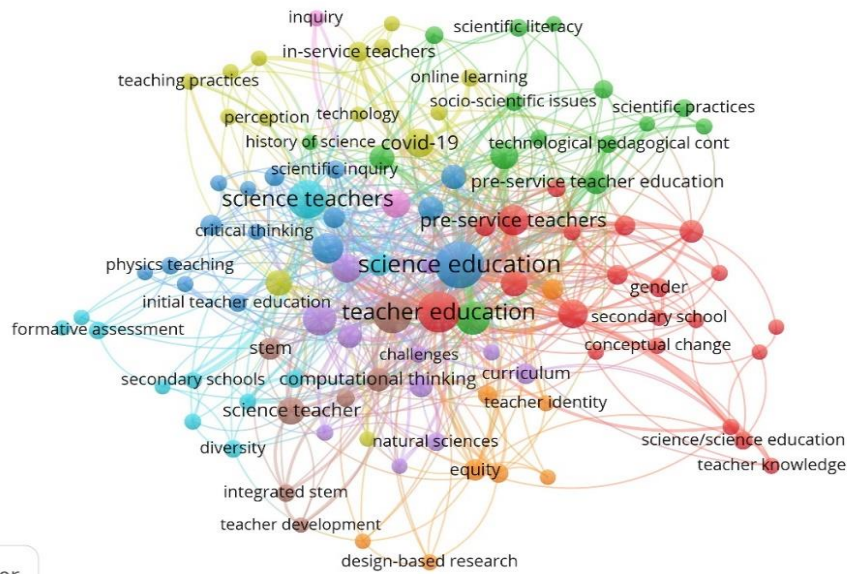 inquiry
scientific literacy
in-service teachers
teaching practices
online learning
socio-scientific issues
scientific practices
perception
technology
history of science
covid-19
technological pedagogical cont
scientific inquiry
pre-service teacher education
science teachers
pre-service teachers
critical thinking
physics teaching
science education
gender
initial teacher education
teacher education
secondary school
formative assessment
stem
challenges
conceptual change
secondary schools
computational thinking
curriculum
science teacher
teacher identity
diversity
natural sciences
science/science education
equity
teacher knowledge
integrated stem
teacher development
design-based research